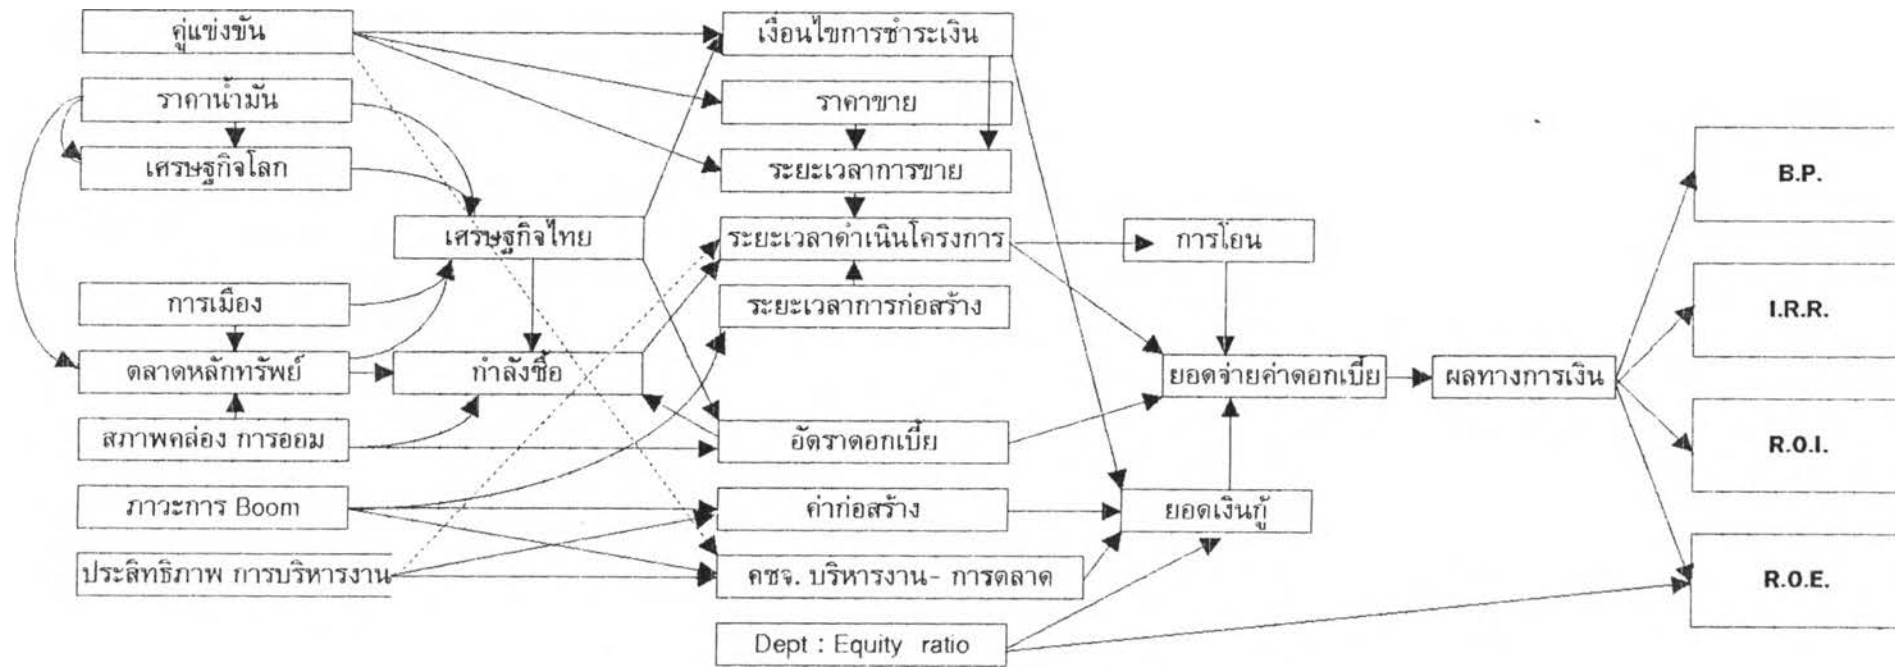 คู่แข่งขัน
ราคาน้ำมัน
เศรษฐกิจโลก
การเมือง
ตลาดหลักทรัพย์
สภาพคล่อง การออม
ภาวะการ Boom
ประสิทธิภาพ การบริหารงาน
เศรษฐกิจไทย
กำลังซื้อ
เงื่อนไขการชำระเงิน
ราคาขาย
ระยะเวลาการขาย
ระยะเวลาดำเนินโครงการ
ระยะเวลาการก่อสร้าง
อัตราดอกเบี้ย
ค่าก่อสร้าง
คชจ. บริหารงาน- การตลาด
Dept : Equity ratio
การโอน
ยอดจ่ายค่าดอกเบี้ย
ยอดเงินกู้
ผลทางการเงิน
B.P.
I.R.R.
R.O.I.
R.O.E.